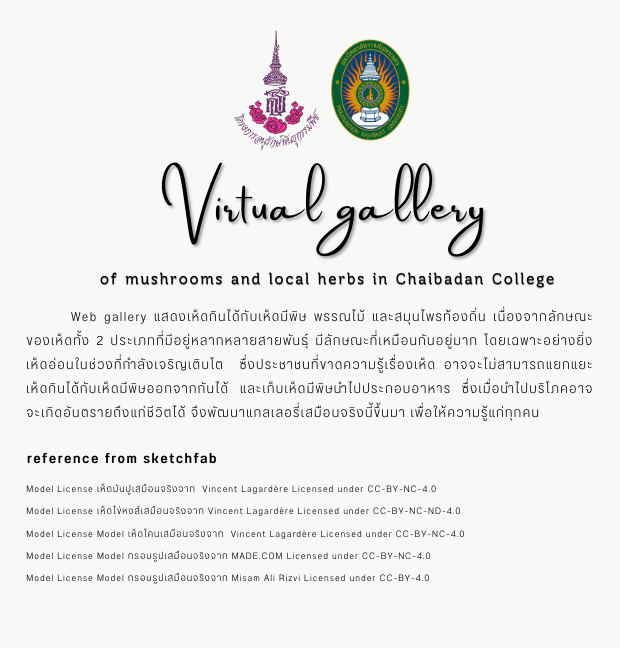 โครงการอนุรักษ์พันธุกรรมพืช
Virtual gallery
of mushrooms and local herbs in Chaibadan College
Web gallery แสดงเห็ดกินได้กับเห็ดมีพิษ พรรณไม้ และสมุนไพรท้องถิ่น เนื่องจากลักษณะ
ของเห็ดทั้ง 2 ประเภทที่มีอยู่หลากหลายสายพันธุ์ มีลักษณะที่เหมือนกันอยู่มาก โดยเฉพาะอย่างยิ่ง
เห็ดอ่อนในช่วงที่กำลังเจริญเติบโต ซึ่งประชาชนที่ขาดความรู้เรื่องเห็ด อาจจะไม่สามารถแยกแยะ
เห็ดกินได้กับเห็ดมีพิษออกจากกันได้ และเก็บเห็ดมีพิษนำไปประกอบอาหาร ซึ่งเมื่อนำไปบริโภคอาจ
จะเกิดอันตรายถึงแก่ชีวิตได้ จึงพัฒนาแกลเลอรี่เสมือนจริงนี้ขึ้นมา เพื่อให้ความรู้แก่ทุกคน
reference from sketchfab
Model License เห็ดมันปูเสมือนจริงจาก Vincent Lagardère Licensed under CC-BY-NC-4.0
Model License เห็ดไข่หงส์เสมือนจริงจาก Vincent Lagardère Licensed under CC-BY-NC-ND-4.0
Model License Model เห็ดโคนเสมือนจริงจาก Vincent Lagardère Licensed under CC-BY-NC-4.0
Model License Model กรอบรูปเสมือนจริงจาก MADE.COM Licensed under CC-BY-NC-4.0
Model License Model กรอบรูปเสมือนจริงจาก Misam Ali Rizvi Licensed under CC-BY-4.0